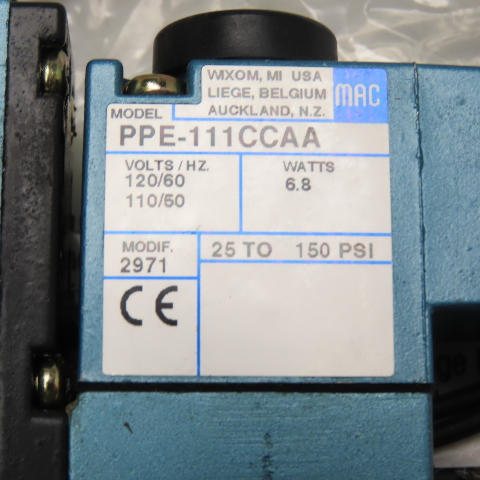 WIXOM, MI USA
LIEGE, BELGIUM
AUCKLAND, N.Z.
MAC
MODEL
PPE-111CCAA
VOLTS / HZ.
120/60
110/50
WATTS
6.8
MODIF.
2971
25 TO 150 PSI
CE